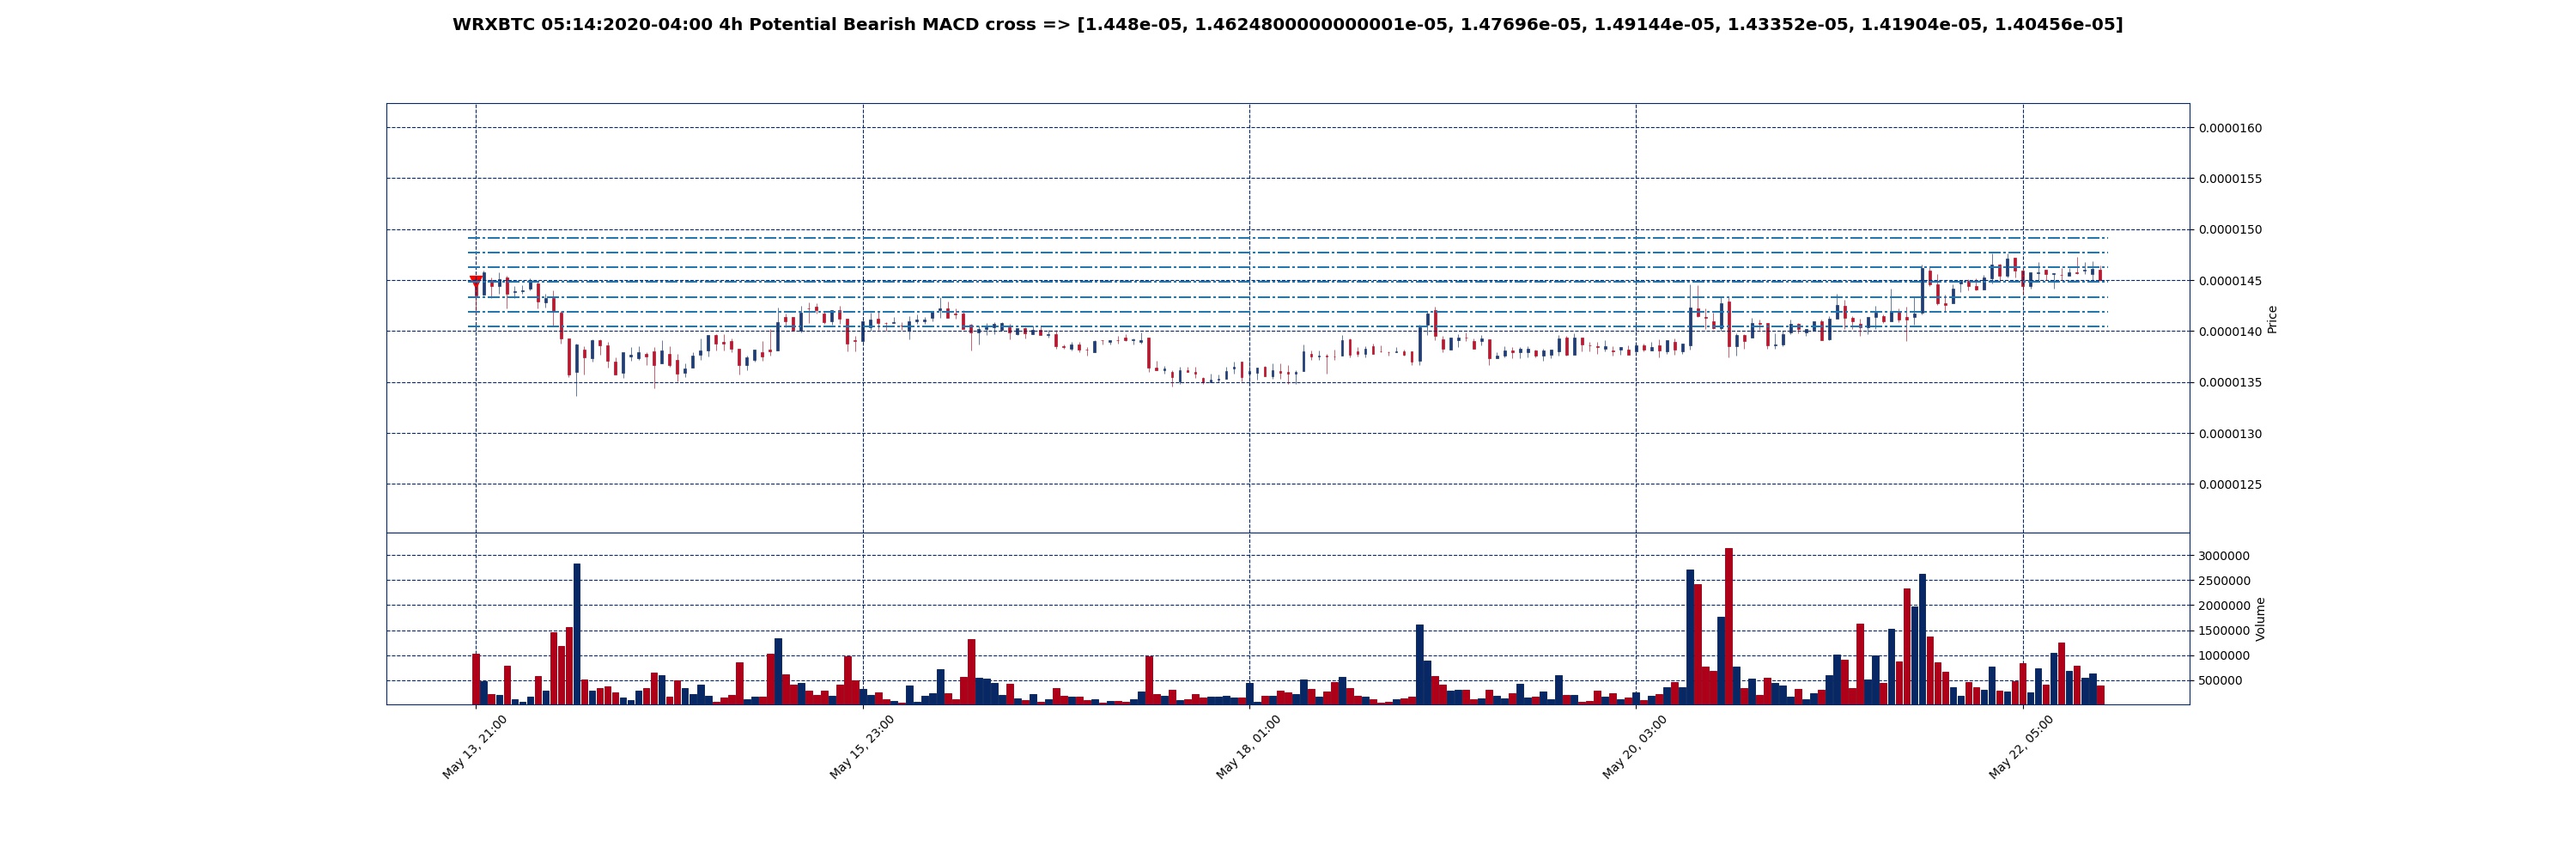 WRXBTC 05:14:2020-04:00 4h Potential Bearish MACD cross => [1.448e-05, 1.4624800000000001e-05, 1.47696e-05, 1.49144e-05, 1.43352e-05, 1.41904e-05, 1.40456e-05]
0.0000160
0.0000155
0.0000150
0.0000145
0.0000140
0.0000135
0.0000130
0.0000125
Price
3000000
2500000
2000000
1500000
1000000
500000
Volume
May 13, 21:00
May 15, 23:00
May 18, 01:00
May 20, 03:00
May 22, 05:00